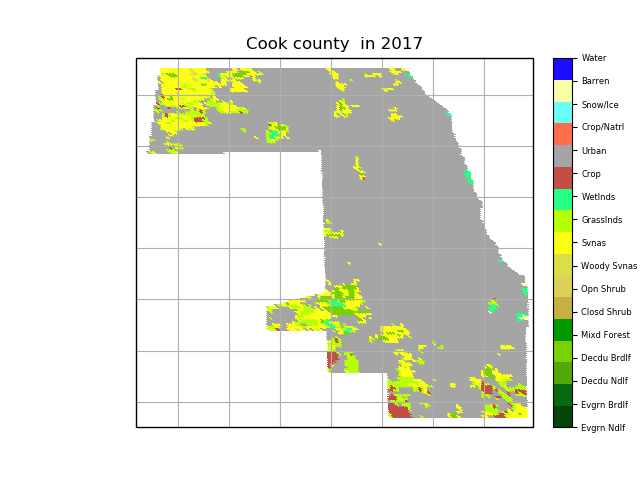 Cook county  in 2017
Water
Barren
Snow/Ice
Crop/Natrl
Urban
Crop
Wetlnds
Grasslnds
Svnas
Woody Svnas
Opn Shrub
Closd Shrub
Mixd Forest
Decdu Brdlf
Decdu Ndlf
Evgrn Brdlf
Evgrn Ndlf